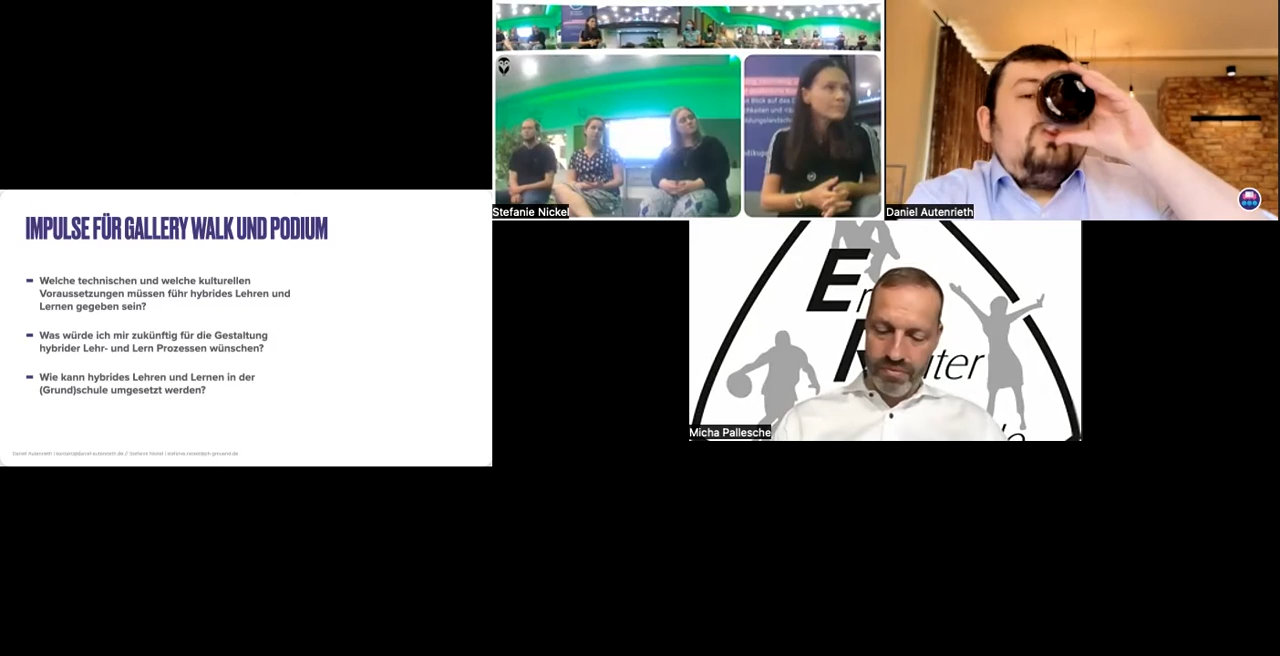 IMPULSE FÜR GALLERY WALK UND PODIUM
Welche technischen und welche kulturellen
Voraussetzungen müssen führ hybrides Lehren und
Lernen gegeben sein?
Was würde ich mir zukünftig für die Gestaltung
hybrider Lehr- und Lern Prozessen wünschen?
Wie kann hybrides Lehren und Lernen in der
(Grund)schule umgesetzt werden?
Stefanie Nickel
Daniel Autenrieth
Micha Pallesche